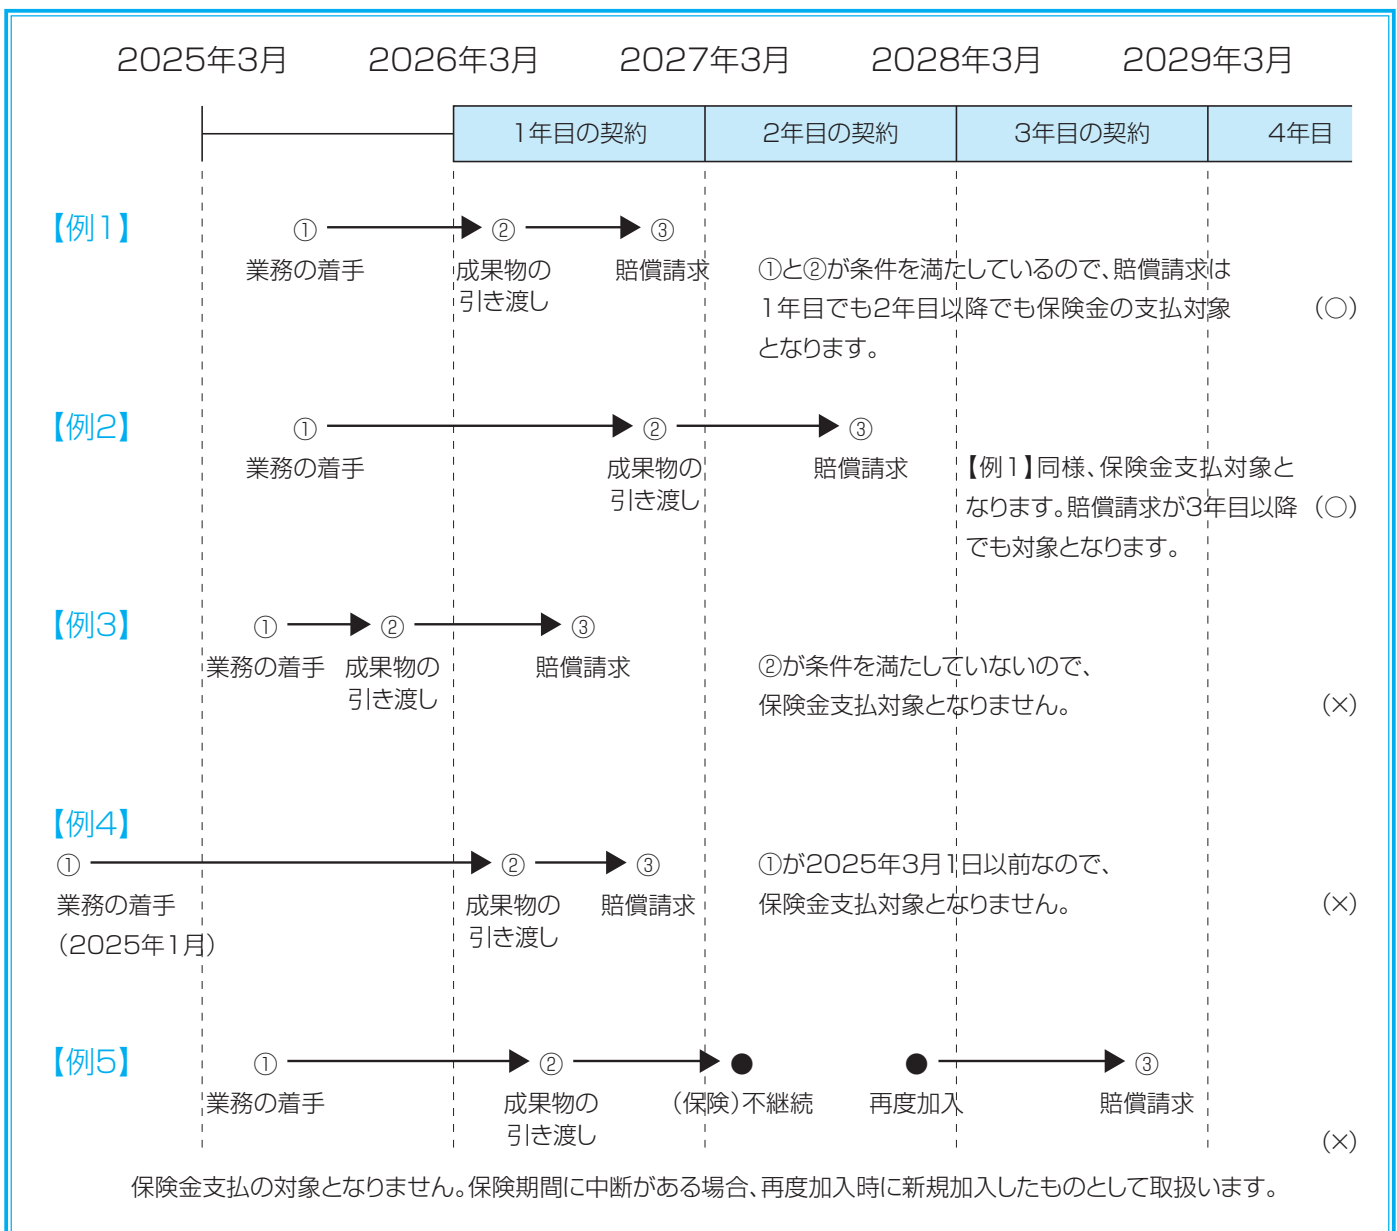 2025年3月 2026年3月 2027年3月 2028年3月 2029年3月
1年目の契約 2年目の契約 3年目の契約 4年目
【例1】
① ② ③
業務の着手 成果物の引き渡し 賠償請求
①と②が条件を満たしているので、賠償請求は
1年目でも2年目以降でも保険金の支払対象 (○)
となります。
【例2】
① ② ③
業務の着手 成果物の引き渡し 賠償請求
【例1】同様、保険金支払対象と
なります。賠償請求が3年目以降 (○)
でも対象となります。
【例3】
① ② ③
業務の着手 成果物の引き渡し 賠償請求
②が条件を満たしていないので、
保険金支払対象となりません。 (×)
【例4】
① ② ③
業務の着手
(2025年1月)
成果物の引き渡し 賠償請求
①が2025年3月1日以前なので、
保険金支払対象となりません。 (×)
【例5】
① ② ● ● ③
業務の着手 成果物の引き渡し (保険)不継続 再度加入 賠償請求
(×)
保険金支払の対象となりません。保険期間に中断がある場合、再度加入時に新規加入したものとして取扱います。